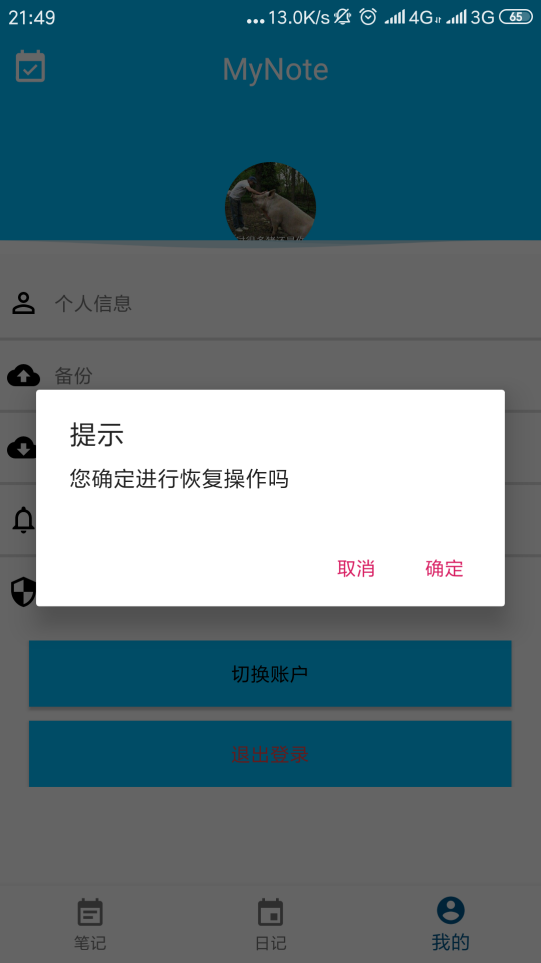 21:49
...13.0K/s 4G 3G 65
MyNote
个人信息
备份
提示
您确定进行恢复操作吗
取消
确定
切换账户
退出登录
笔记
日记
我的